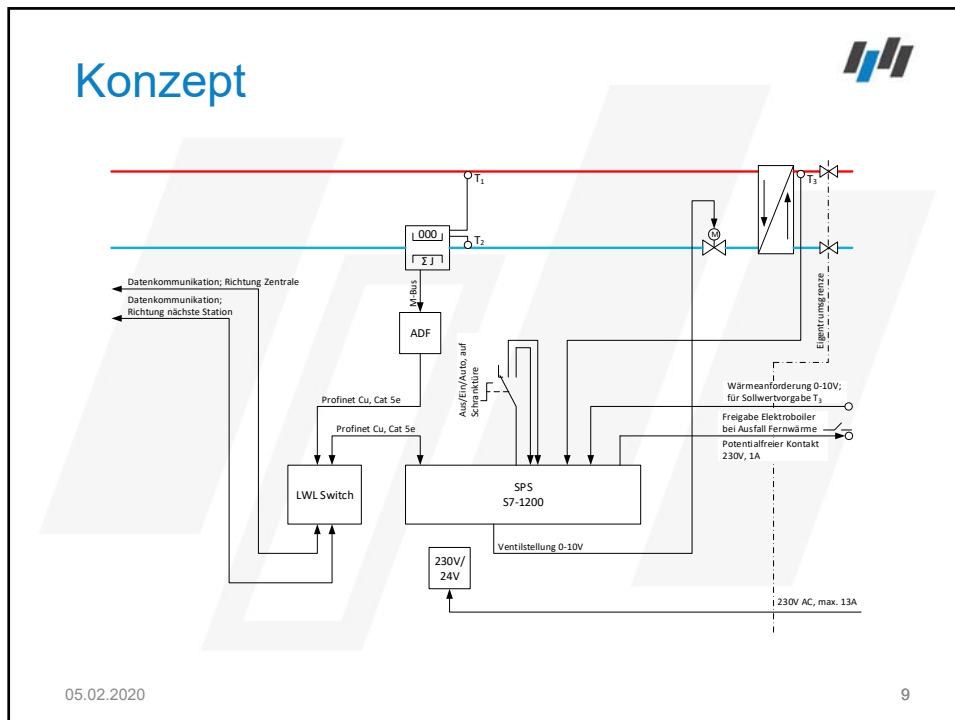 Konzept
T1
T3
000
T2
M
Σ J
Datenkommunikation; Richtung Zentrale
Datenkommunikation;
Richtung nächste Station
M-Bus
ADF
Eigentrumsgrenze
Aus/Ein/Auto, auf
Schranktüre
Profinet Cu, Cat 5e
Profinet Cu, Cat 5e
Wärmeanforderung 0-10V;
für Sollwertvorgabe T3
Freigabe Elektroboiler
bei Ausfall Fernwärme
Potentialfreier Kontakt
230V, 1A
LWL Switch
SPS
S7-1200
Ventilstellung 0-10V
230V/
24V
230V AC, max. 13A
05.02.2020
9